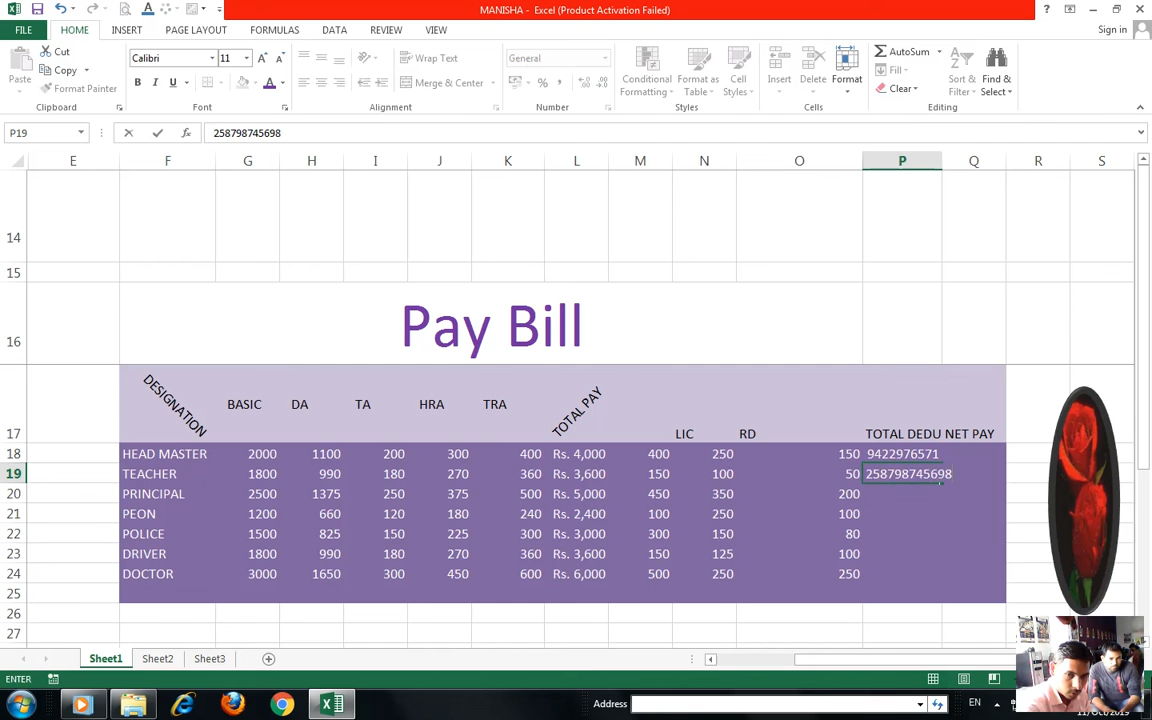 MANISHA - Excel (Product Activation Failed)
FILE HOME INSERT PAGE LAYOUT FORMULAS DATA REVIEW VIEW Sign in
Paste Cut Copy Format Painter Clipboard
Calibri 11 B I U A Font
Wrap Text Merge & Center Alignment
General % Number
Conditional Formatting Format as Table Cell Styles Styles
Insert Delete Format Cells
AutoSum Fill Clear Sort & Filter Find & Select Editing
P19 fx 258798745698
E F G H I J K L M N O P Q R S
14
15
16 Pay Bill
17 DESIGNATION BASIC DA TA HRA TRA TOTAL PAY LIC RD TOTAL DEDU NET PAY
18 HEAD MASTER 2000 1100 200 300 400 Rs. 4,000 400 250 150 9422976571
19 TEACHER 1800 990 180 270 360 Rs. 3,600 150 100 50 258798745698
20 PRINCIPAL 2500 1375 250 375 500 Rs. 5,000 450 350 200
21 PEON 1200 660 120 180 240 Rs. 2,400 100 250 100
22 POLICE 1500 825 150 225 300 Rs. 3,000 300 150 80
23 DRIVER 1800 990 180 270 360 Rs. 3,600 150 125 100
24 DOCTOR 3000 1650 300 450 600 Rs. 6,000 500 250 250
25
26
27
Sheet1 Sheet2 Sheet3
ENTER
Address EN
11/Oct/2019